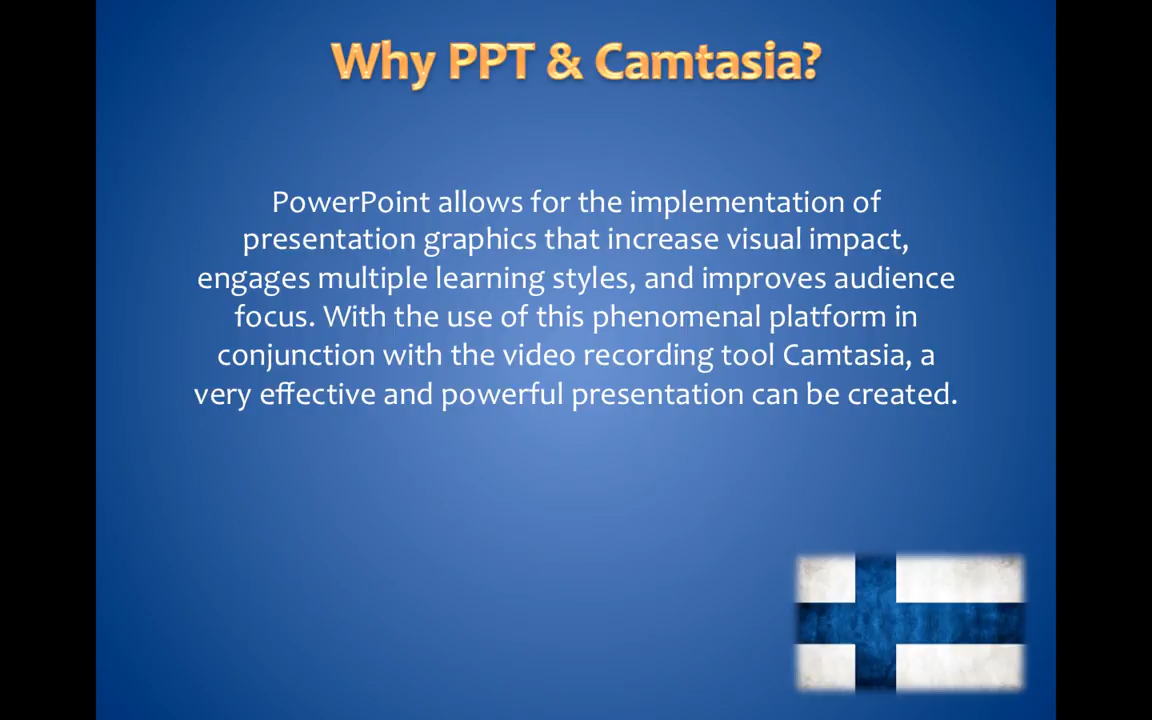 Why PPT & Camtasia?
PowerPoint allows for the implementation of
presentation graphics that increase visual impact,
engages multiple learning styles, and improves audience
focus. With the use of this phenomenal platform in
conjunction with the video recording tool Camtasia, a
very effective and powerful presentation can be created.